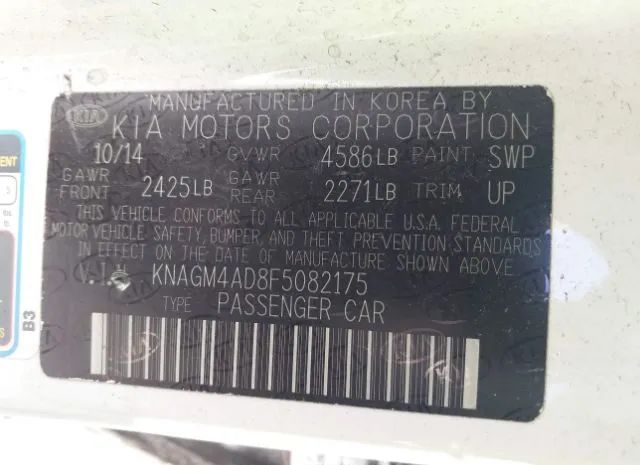 MANUFACTURED IN KOREA BY
KIA
KIA MOTORS CORPORATION
10/14 GVWR 4586LB PAINT SWP
GAWR FRONT 2425LB GAWR REAR 2271LB TRIM UP
THIS VEHICLE CONFORMS TO ALL APPLICABLE U.S.A. FEDERAL
MOTOR VEHICLE SAFETY, BUMPER, AND THEFT PREVENTION STANDARDS
IN EFFECT ON THE DATE OF MANUFACTURE SHOWN ABOVE
KNAGM4AD8F5082175
TYPE PASSENGER CAR
B3